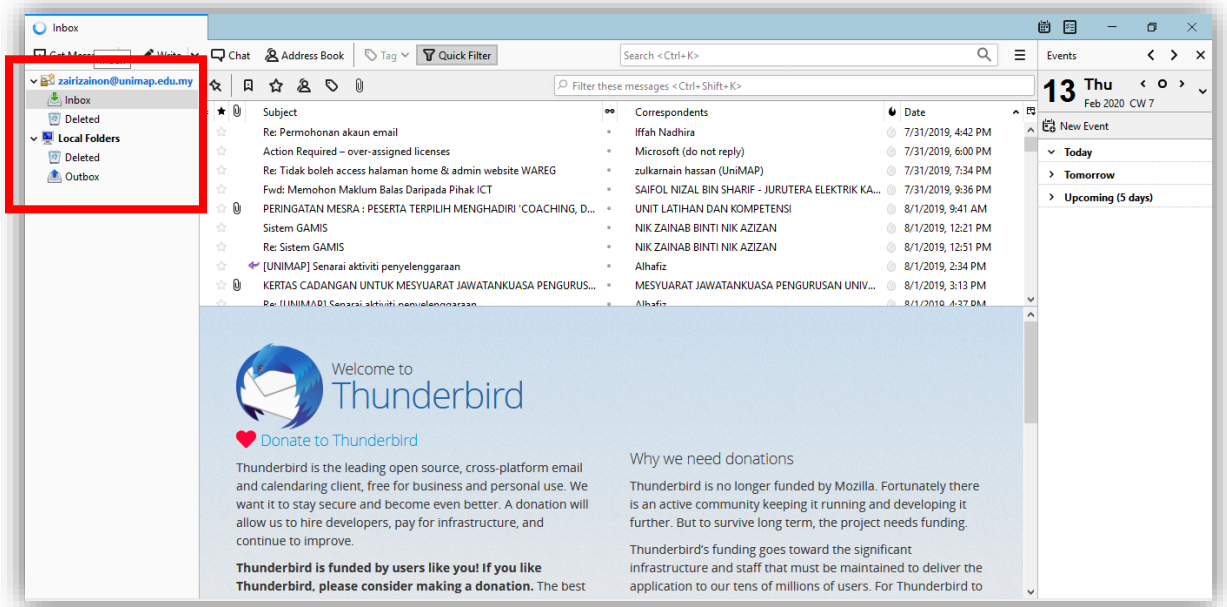 Inbox
Write
Chat
Address Book
Tag
Quick Filter
Search <Ctrl+K>
Events
zairizainon@unimap.edu.my
Inbox
Deleted
Local Folders
Deleted
Outbox
Filter these messages <Ctrl+Shift+K>
Subject Correspondents Date
Re: Permohonan akaun email Iffah Nadhira 7/31/2019, 4:42 PM
Action Required – over-assigned licenses Microsoft (do not reply) 7/31/2019, 6:00 PM
Re: Tidak boleh access halaman home & admin website WAREG zulkarnain hassan (UniMAP) 7/31/2019, 7:34 PM
Fwd: Memohon Maklum Balas Daripada Pihak ICT SAIFOL NIZAL BIN SHARIF - JURUTERA ELEKTRIK KA... 7/31/2019, 9:36 PM
PERINGATAN MESRA : PESERTA TERPILIH MENGHADIRI 'COACHING, D... UNIT LATIHAN DAN KOMPETENSI 8/1/2019, 9:41 AM
Sistem GAMIS NIK ZAINAB BINTI NIK AZIZAN 8/1/2019, 12:21 PM
Re: Sistem GAMIS NIK ZAINAB BINTI NIK AZIZAN 8/1/2019, 12:51 PM
[UNIMAP] Senarai aktiviti penyelenggaraan Alhafiz 8/1/2019, 2:34 PM
KERTAS CADANGAN UNTUK MESYUARAT JAWATANKUASA PENGURUS... MESYUARAT JAWATANKUASA PENGURUSAN UNIV... 8/1/2019, 3:13 PM
Re: [UNIMAP] Senarai aktiviti penyelenggaraan Alhafiz 8/1/2019, 4:37 PM
13 Thu
Feb 2020 CW 7
New Event
Today
Tomorrow
Upcoming (5 days)
Welcome to
Thunderbird
Donate to Thunderbird
Thunderbird is the leading open source, cross-platform email
and calendaring client, free for business and personal use. We
want it to stay secure and become even better. A donation will
allow us to hire developers, pay for infrastructure, and
continue to improve.
Thunderbird is funded by users like you! If you like
Thunderbird, please consider making a donation. The best
Why we need donations
Thunderbird is no longer funded by Mozilla. Fortunately there
is an active community keeping it running and developing it
further. But to survive long term, the project needs funding.
Thunderbird's funding goes toward the significant
infrastructure and staff that must be maintained to deliver the
application to our tens of millions of users. For Thunderbird to